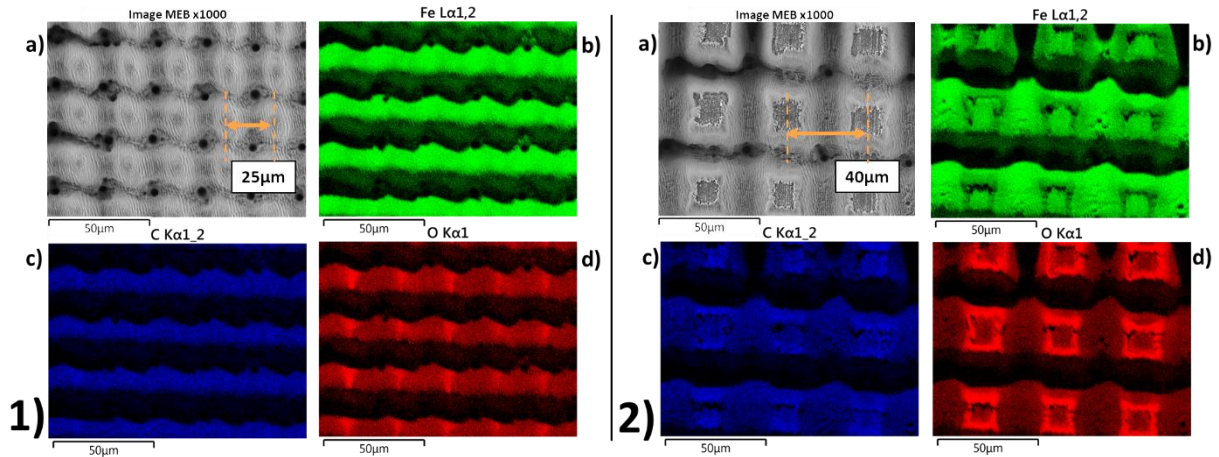 Image MEB x1000
Fe Lα1,2
a)
b)
25µm
50µm
50µm
C Kα1_2
O Kα1
c)
d)
1)
50µm
50µm
Image MEB x1000
Fe Lα1,2
a)
b)
40µm
50µm
50µm
C Kα1_2
O Kα1
c)
d)
2)
50µm
50µm